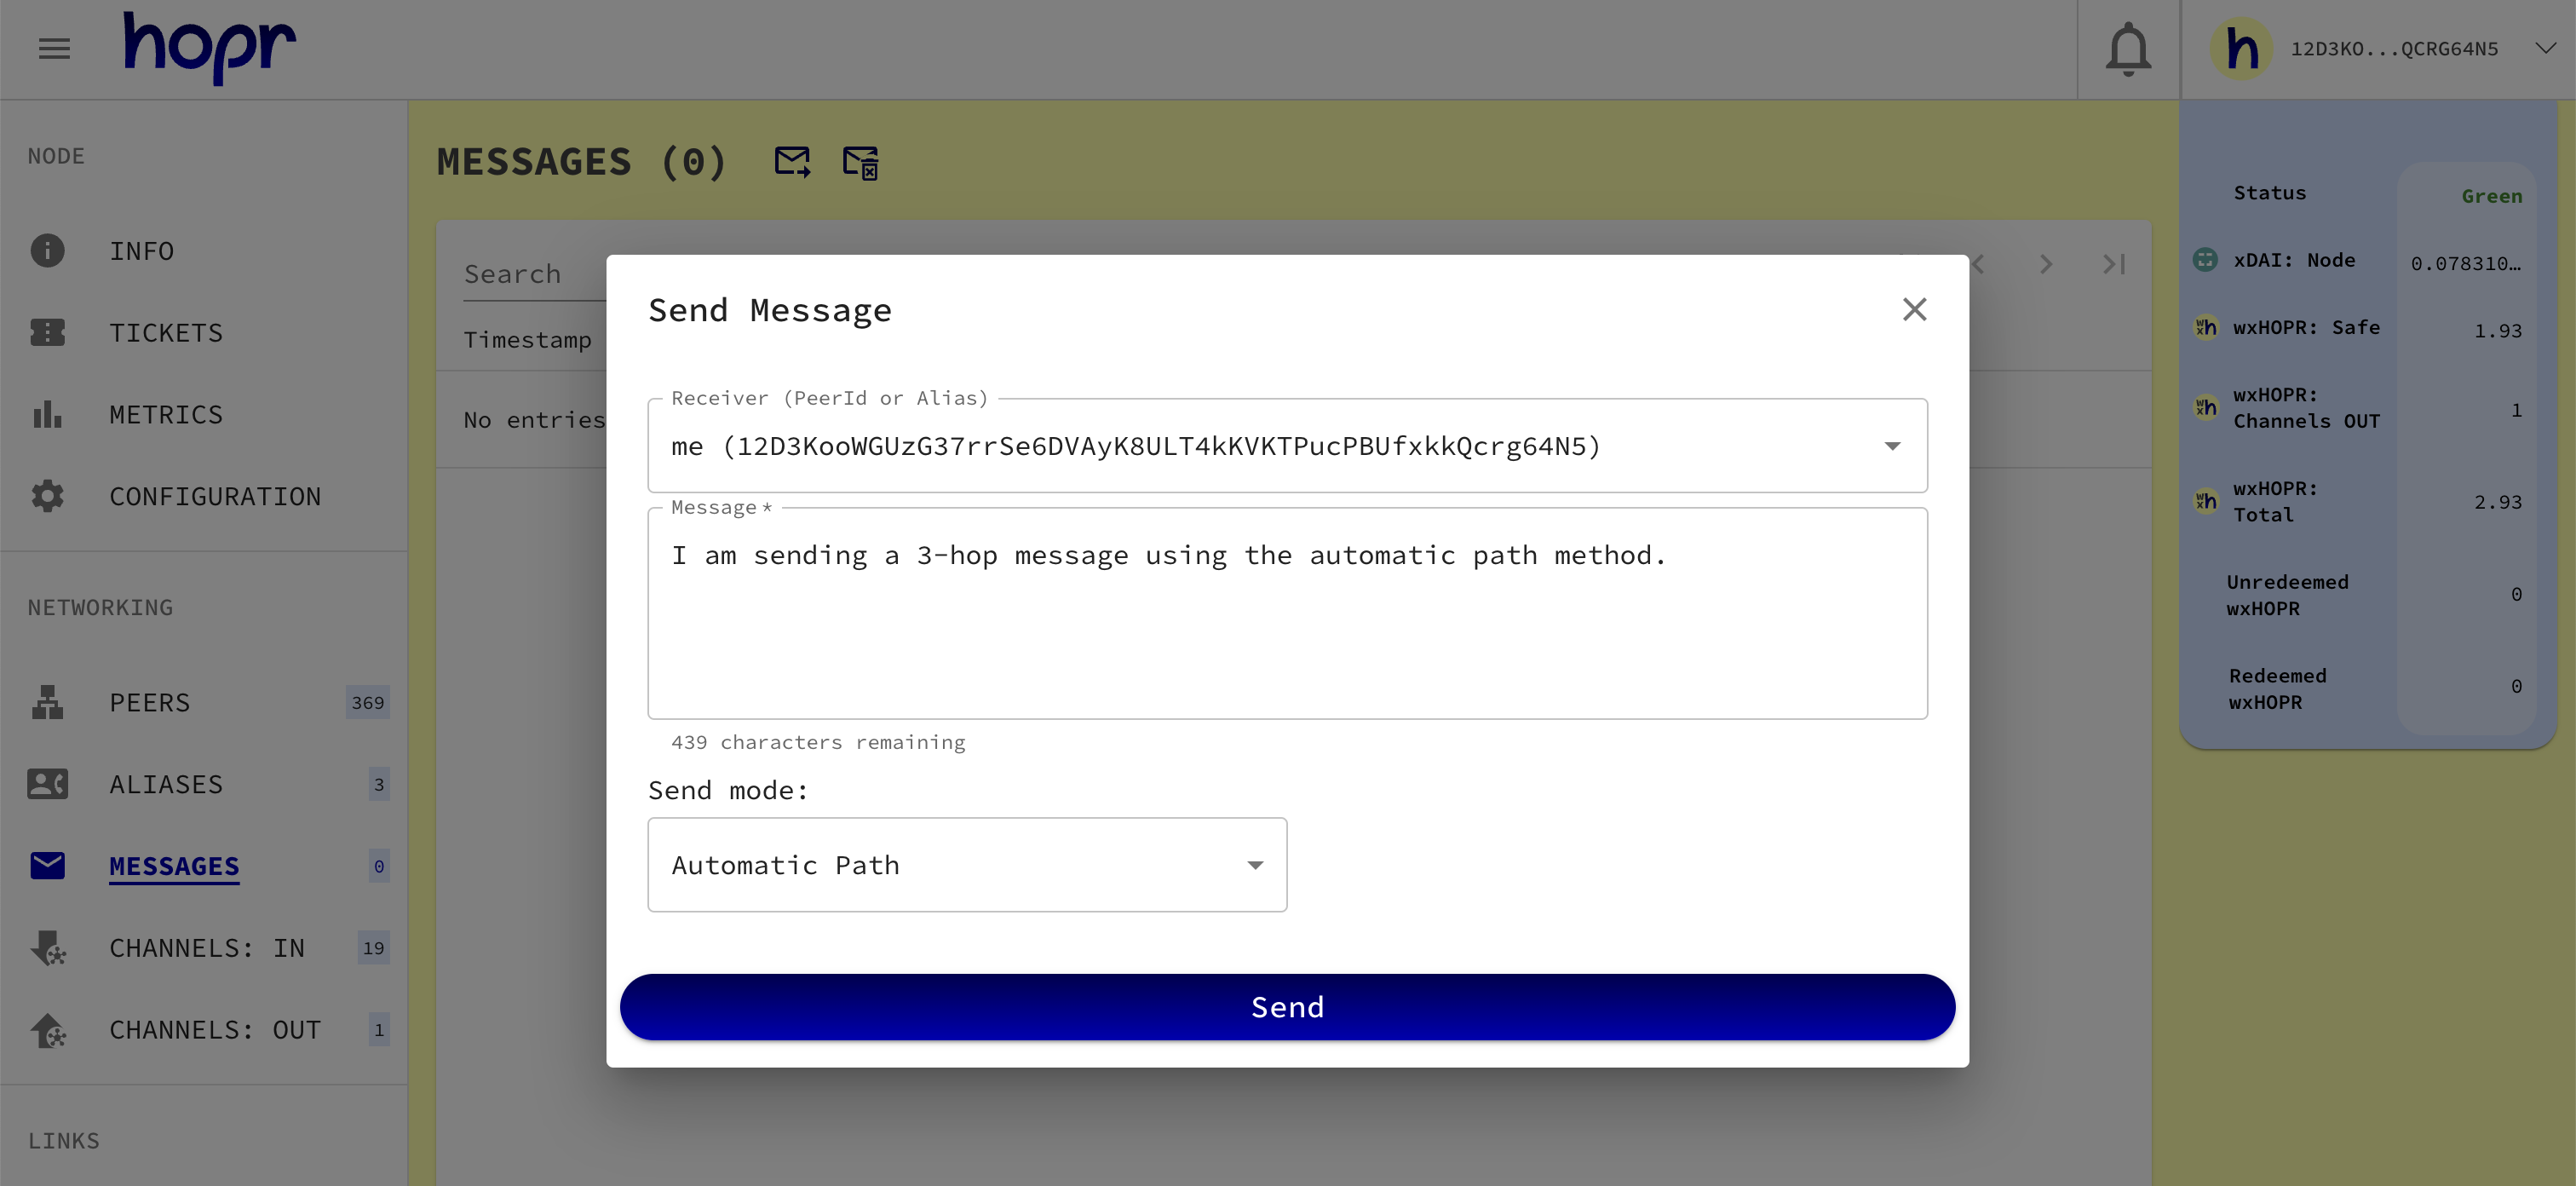 hopr
h 12D3KO...QCRG64N5
NODE
INFO
TICKETS
METRICS
CONFIGURATION
NETWORKING
PEERS 369
ALIASES 3
MESSAGES 0
CHANNELS: IN 19
CHANNELS: OUT 1
LINKS
MESSAGES (0)
Search
Timestamp
No entries
Send Message
Receiver (PeerId or Alias)
me (12D3KooWGUzG37rrSe6DVAyK8ULT4kKVKTPucPBUfxkkQcrg64N5)
Message *
I am sending a 3-hop message using the automatic path method.
439 characters remaining
Send mode:
Automatic Path
Send
Status Green
xDAI: Node 0.078310…
wxh wxHOPR: Safe 1.93
wxh wxHOPR:
Channels OUT 1
wxh wxHOPR:
Total 2.93
Unredeemed
wxHOPR 0
Redeemed
wxHOPR 0